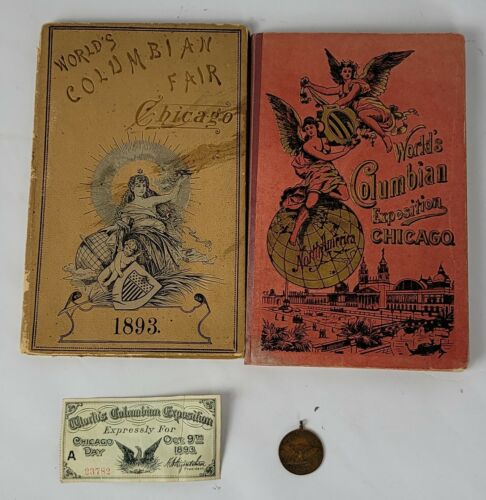 WORLD'S
COLUMBIAN
FAIR
Chicago
1893.
World's
Columbian
Exposition
CHICAGO
North America
World's Columbian Exposition
Expressly For
CHICAGO
DAY
Oct. 9TH
1893.
A
23782
President